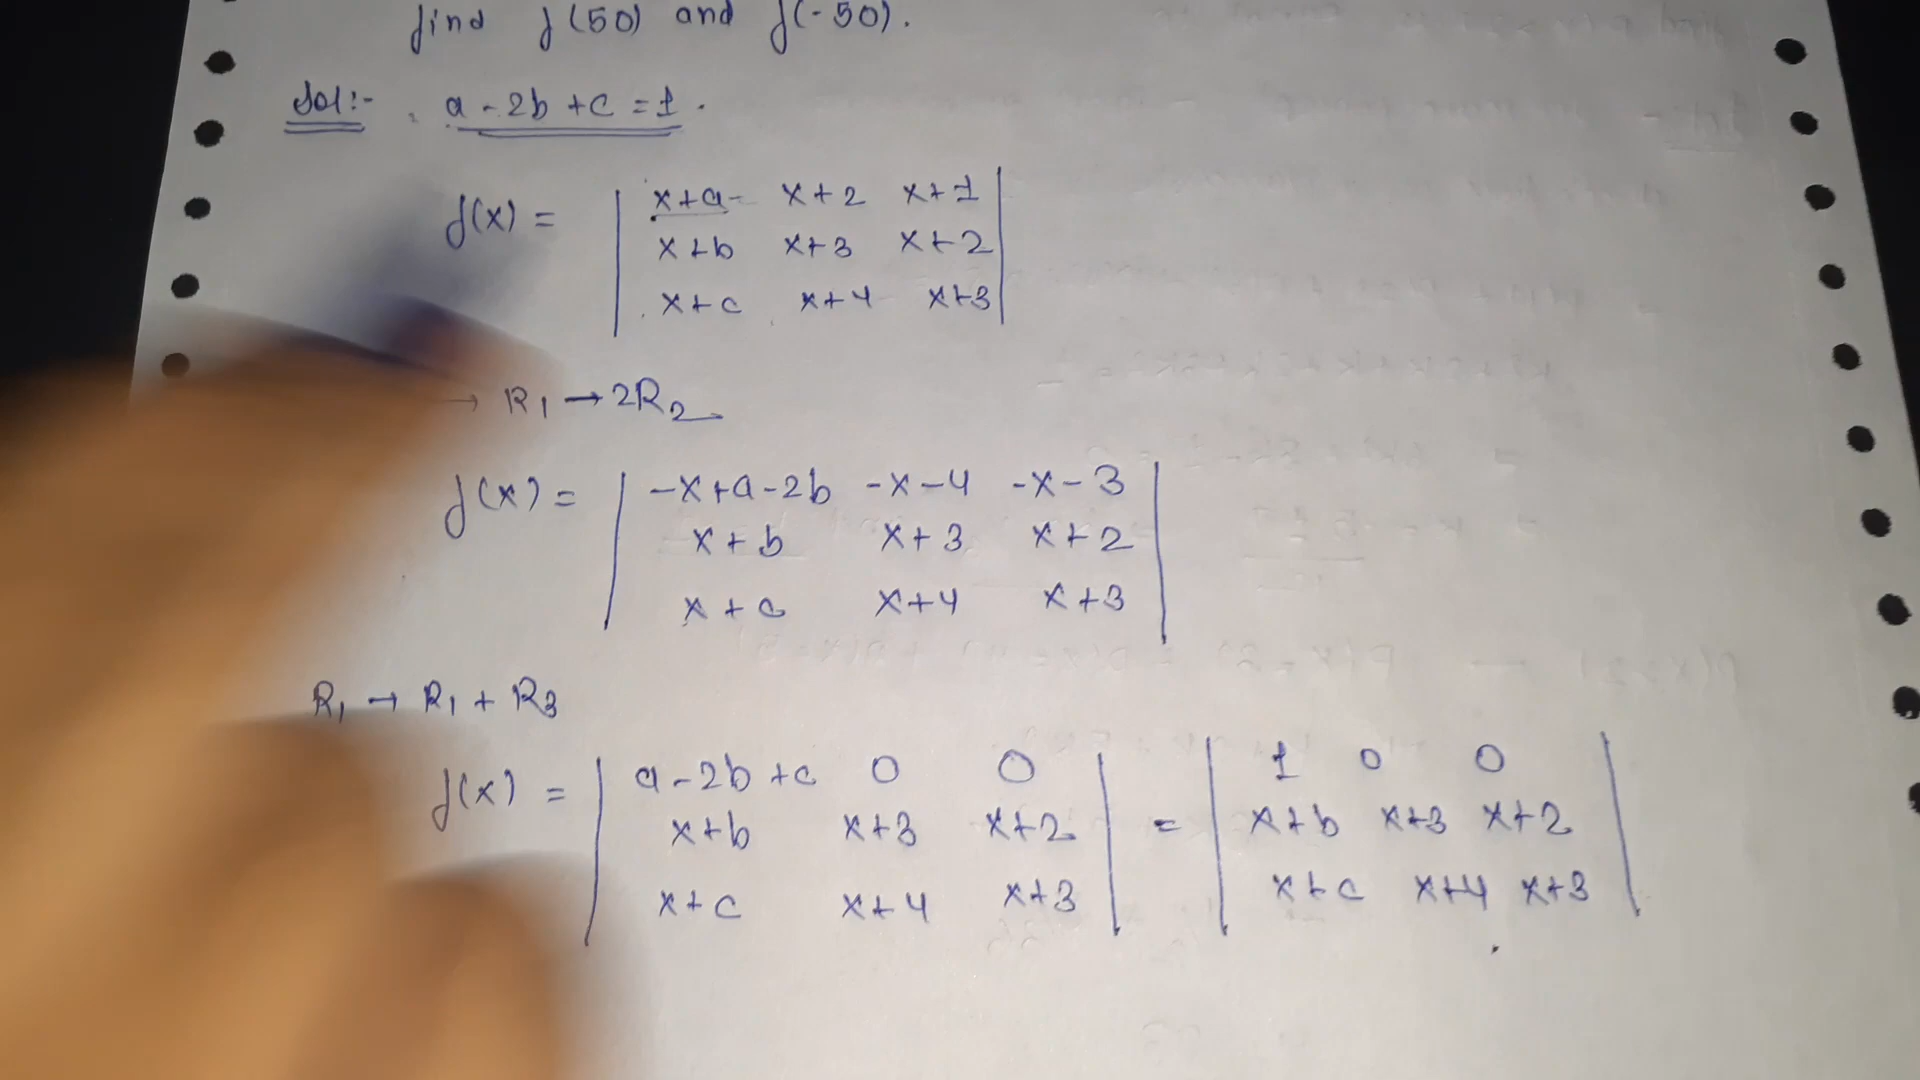 find f(50) and f(-50).
Sol:- a - 2b + c = 1.
f(x) = | x+a x+2 x+1 |
| x+b x+3 x+2 |
| x+c x+4 x+3 |
→ R1 → 2R2
f(x) = | -x+a-2b -x-4 -x-3 |
| x+b x+3 x+2 |
| x+c x+4 x+3 |
R1 → R1 + R3
f(x) = | a-2b+c 0 0 | = | 1 0 0 |
| x+b x+3 x+2 | | x+b x+3 x+2 |
| x+c x+4 x+3 | | x+c x+4 x+3 |